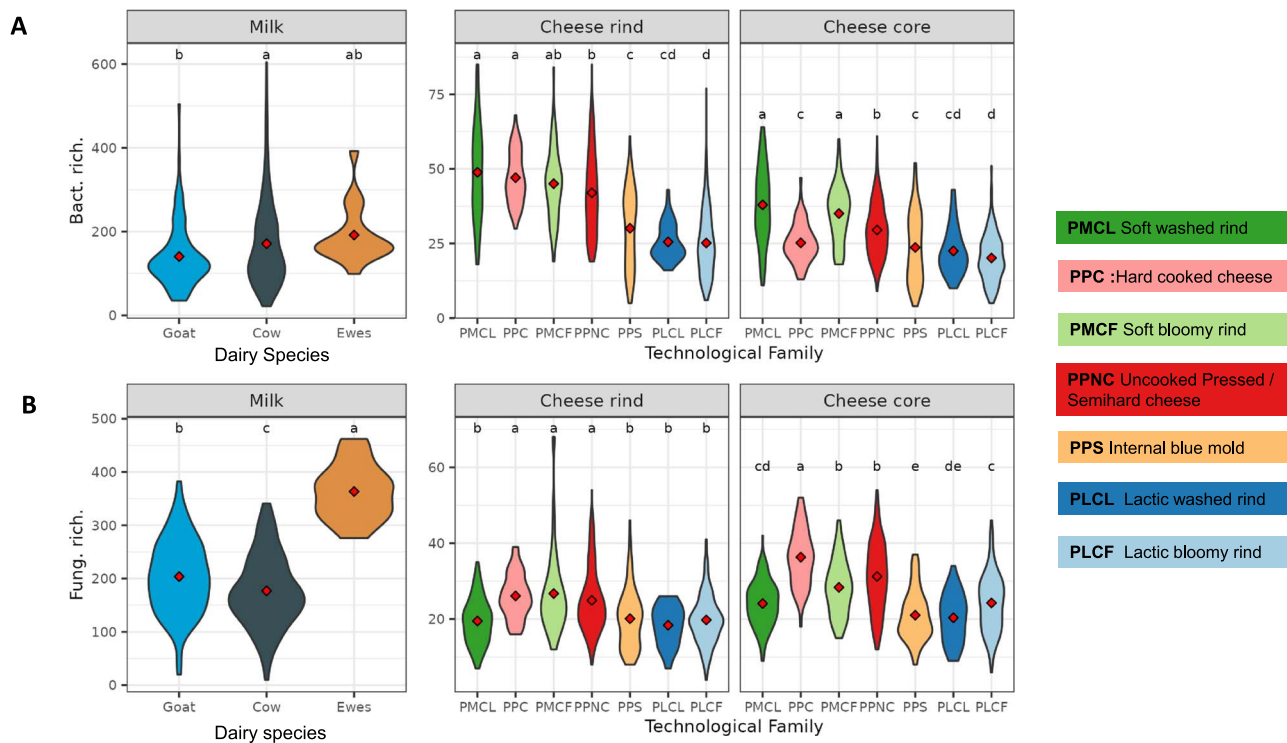 A
Milk
Cheese rind
Cheese core
b a ab
a a ab b c cd d
a c a b c cd d
Bact. rich.
600
400
200
0
75
50
25
0
Goat Cow Ewes
PMCL PPC PMCF PPNC PPS PLCL PLCF
PMCL PPC PMCF PPNC PPS PLCL PLCF
Dairy Species
Technological Family
B
Milk
Cheese rind
Cheese core
b c a
b a a a b b b
cd a b b e de c
Fung. rich.
500
400
300
200
100
0
60
40
20
Goat Cow Ewes
PMCL PPC PMCF PPNC PPS PLCL PLCF
PMCL PPC PMCF PPNC PPS PLCL PLCF
Dairy species
Technological Family
PMCL Soft washed rind
PPC :Hard cooked cheese
PMCF Soft bloomy rind
PPNC Uncooked Pressed /
Semihard cheese
PPS Internal blue mold
PLCL Lactic washed rind
PLCF Lactic bloomy rind